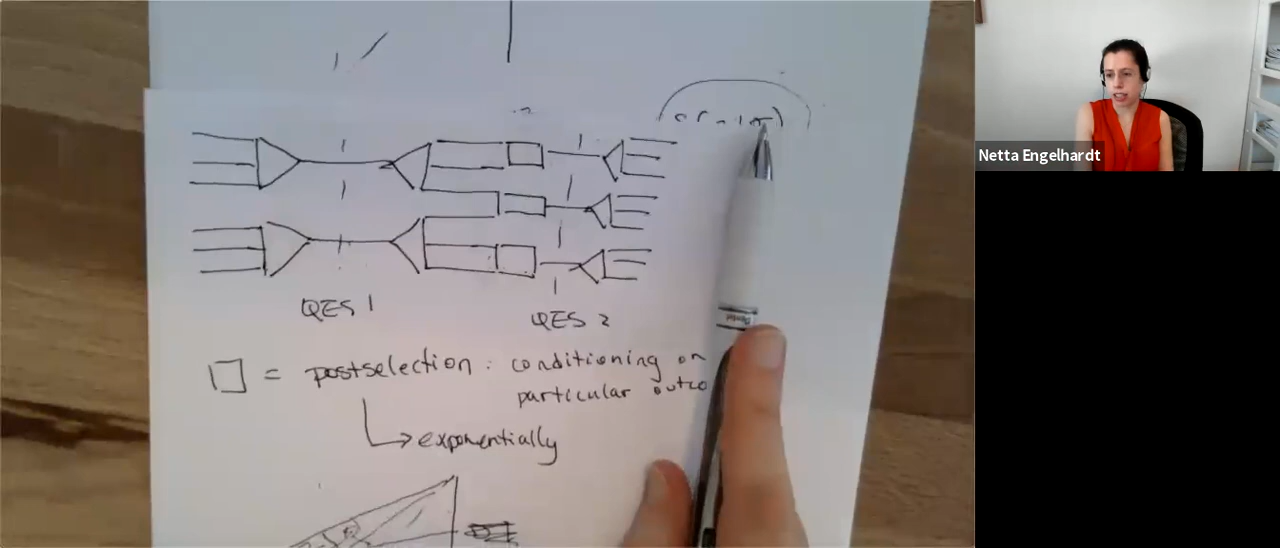 Netta Engelhardt
QES 1
QES 2
□ = postselection : conditioning on
particular
↳ exponentially